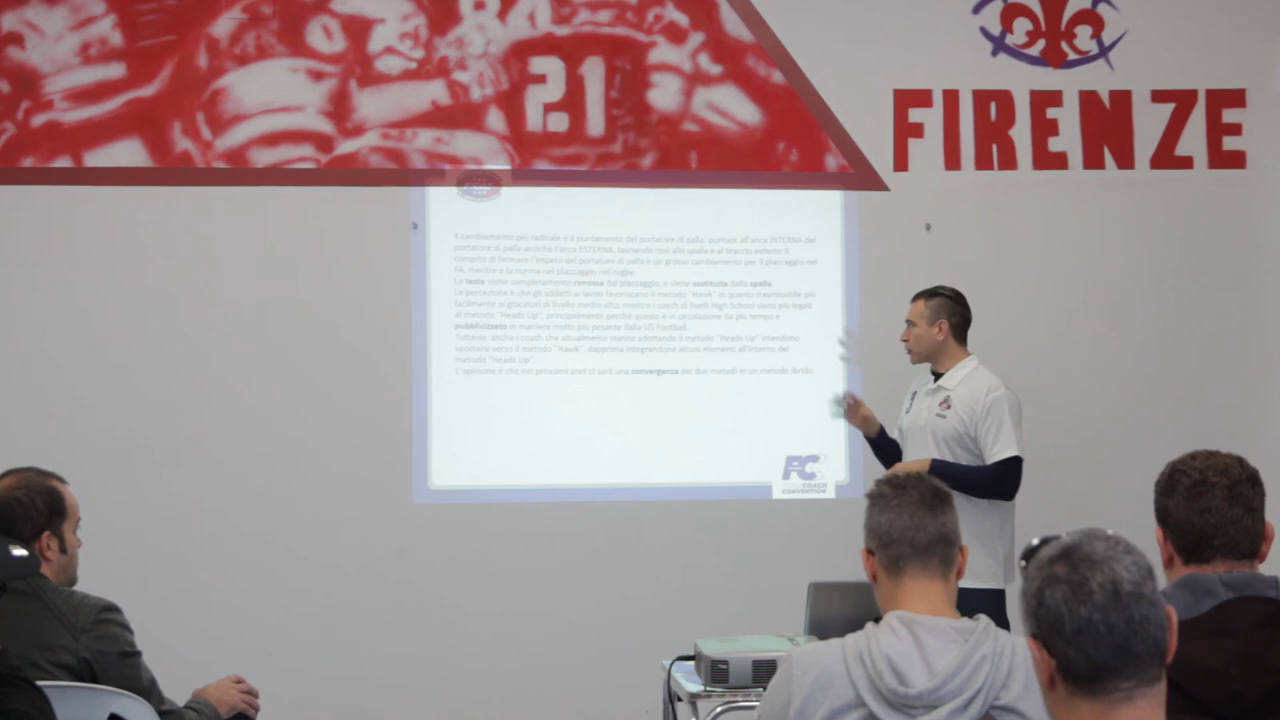 84
21
FIRENZE
Il cambiamento più radicale è il puntamento del portatore di palla: puntare all'anca INTERNA del
portatore di palla anziché l'anca ESTERNA, lasciando così alla spalla e al braccio esterno il
compito di fermare l'impeto del portatore di palla è un grosso cambiamento per il placcaggio nel
FA, mentre è la norma nel placcaggio nel rugby.
La testa viene completamente rimossa dal placcaggio, e viene sostituita dalla spalla.
La percezione è che gli addetti ai lavori favoriscano il metodo "Hawk" in quanto trasmissibile più
facilmente ai giocatori di livello medio-alto, mentre i coach di livelli High School siano più legati
al metodo "Heads Up", principalmente perché questo è in circolazione da più tempo e
pubblicizzato in maniera molto più pesante dalla US Football.
Tuttavia, anche i coach che attualmente stanno adottando il metodo "Heads Up" intendono
spostarsi verso il metodo "Hawk", dapprima integrandone alcuni elementi all'interno del
metodo "Heads Up".
L'opinione è che nei prossimi anni ci sarà una convergenza dei due metodi in un metodo ibrido.
COACH
CONVENTION